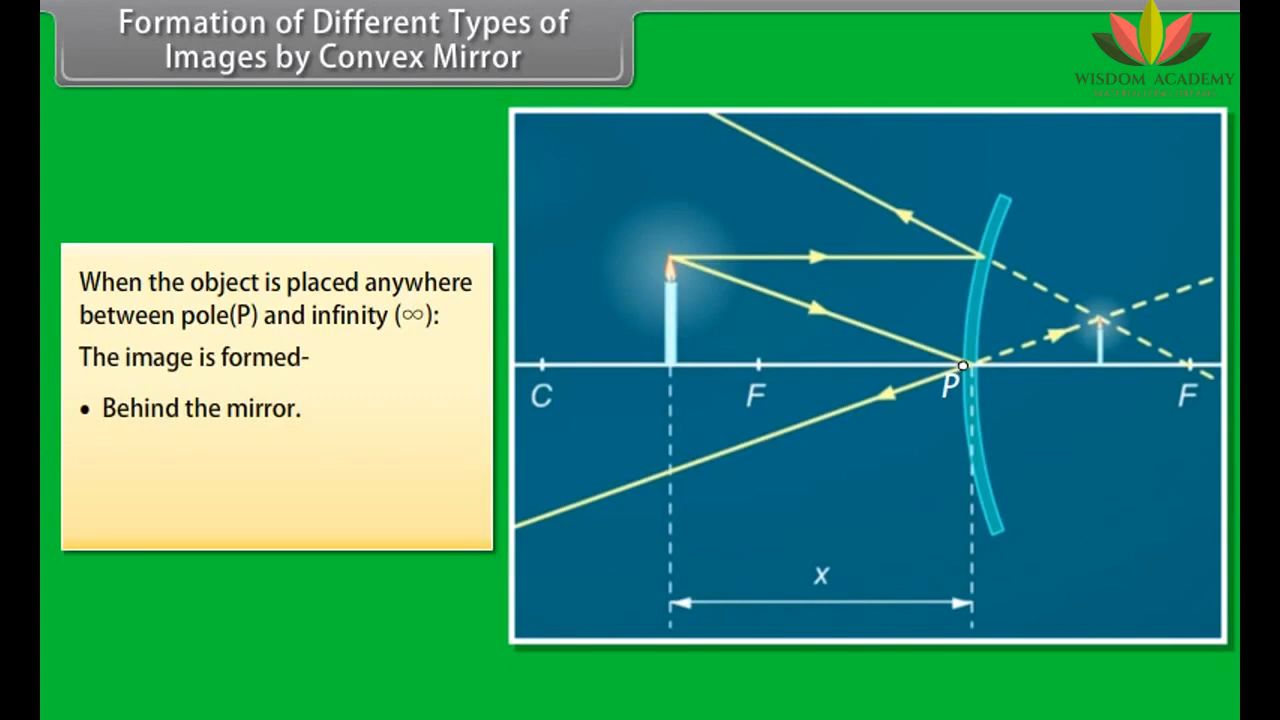 Formation of Different Types of
Images by Convex Mirror
WISDOM ACADEMY
When the object is placed anywhere
between pole(P) and infinity (∞):
The image is formed-
• Behind the mirror.
C
F
P
F
x